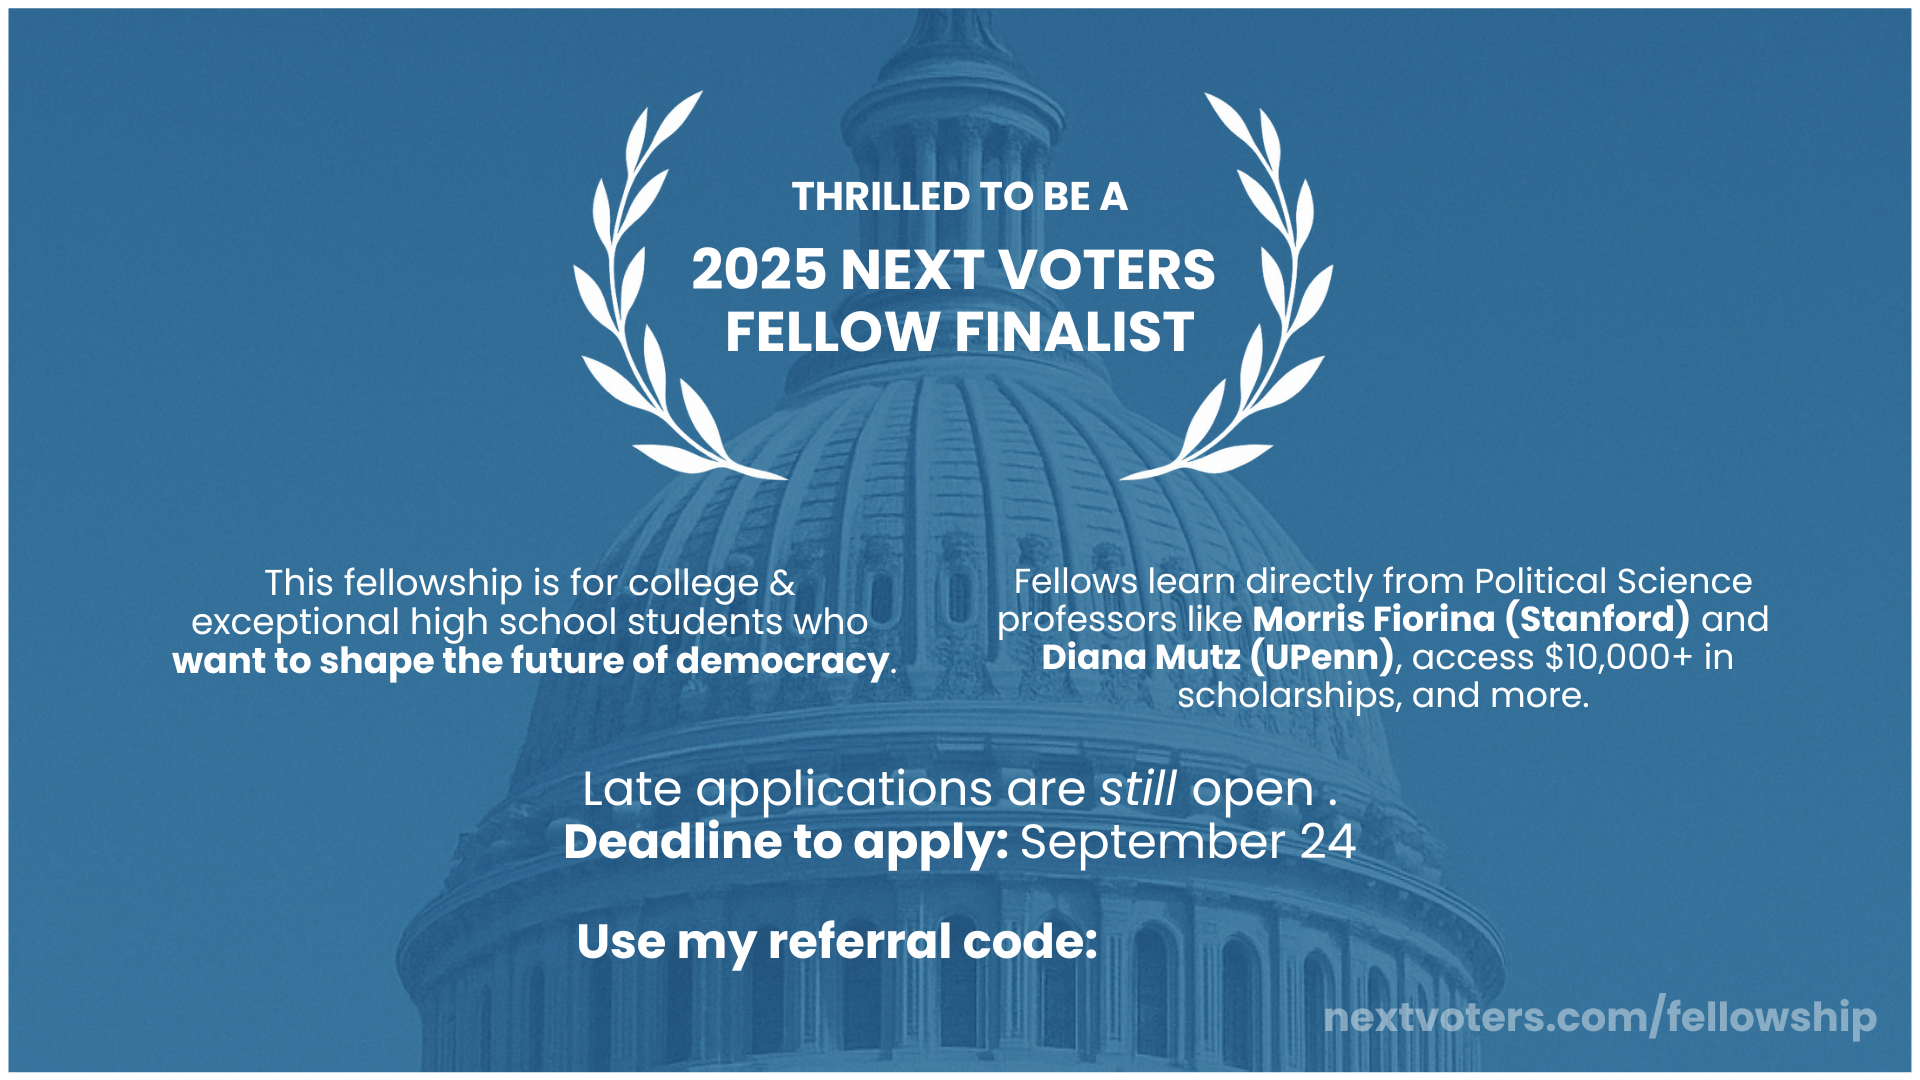 THRILLED TO BE A
2025 NEXT VOTERS
FELLOW FINALIST
This fellowship is for college &
exceptional high school students who
want to shape the future of democracy.
Fellows learn directly from Political Science
professors like Morris Fiorina (Stanford) and
Diana Mutz (UPenn), access $10,000+ in
scholarships, and more.
Late applications are still open .
Deadline to apply: September 24
Use my referral code:
nextvoters.com/fellowship